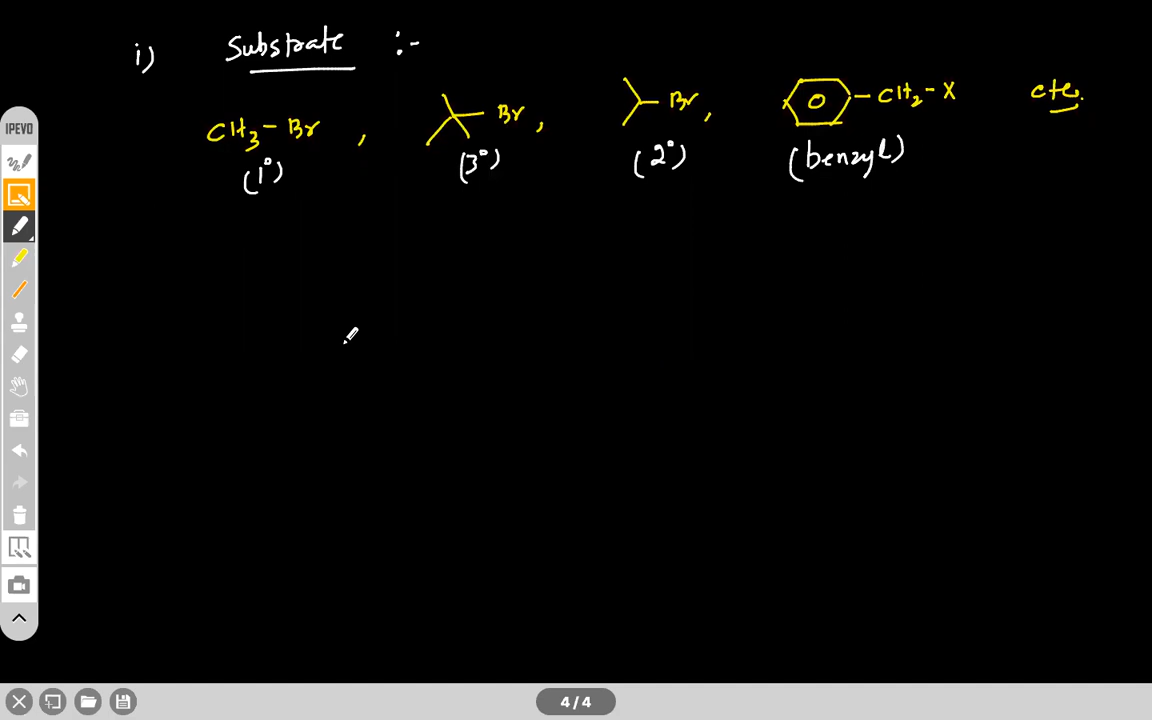 i) Substrate :-
CH3 - Br , Br , Br , - CH2 - X etc.
(1°) (3°) (2°) (benzyl)
IPEVO
4 / 4